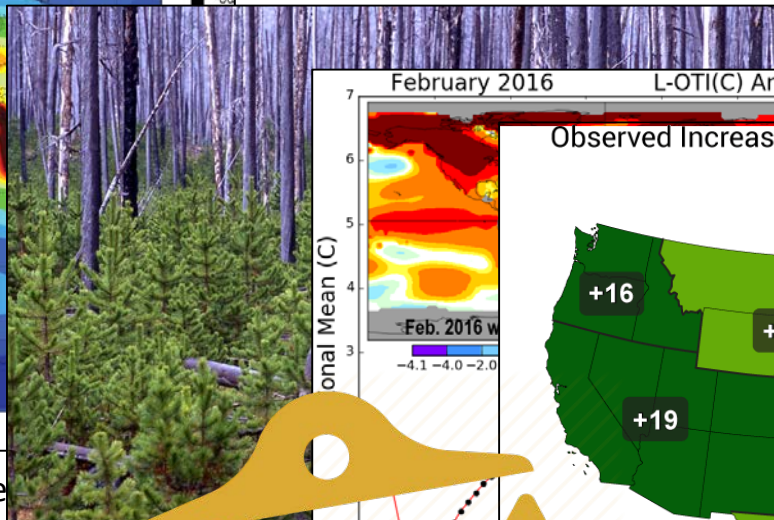 February 2016
L-OTI(C) An
Observed Increas
7
6
5
4
3
onal Mean (C)
Feb. 2016 w
−4.1 −4.0 −2.0
+16
+
+19
e